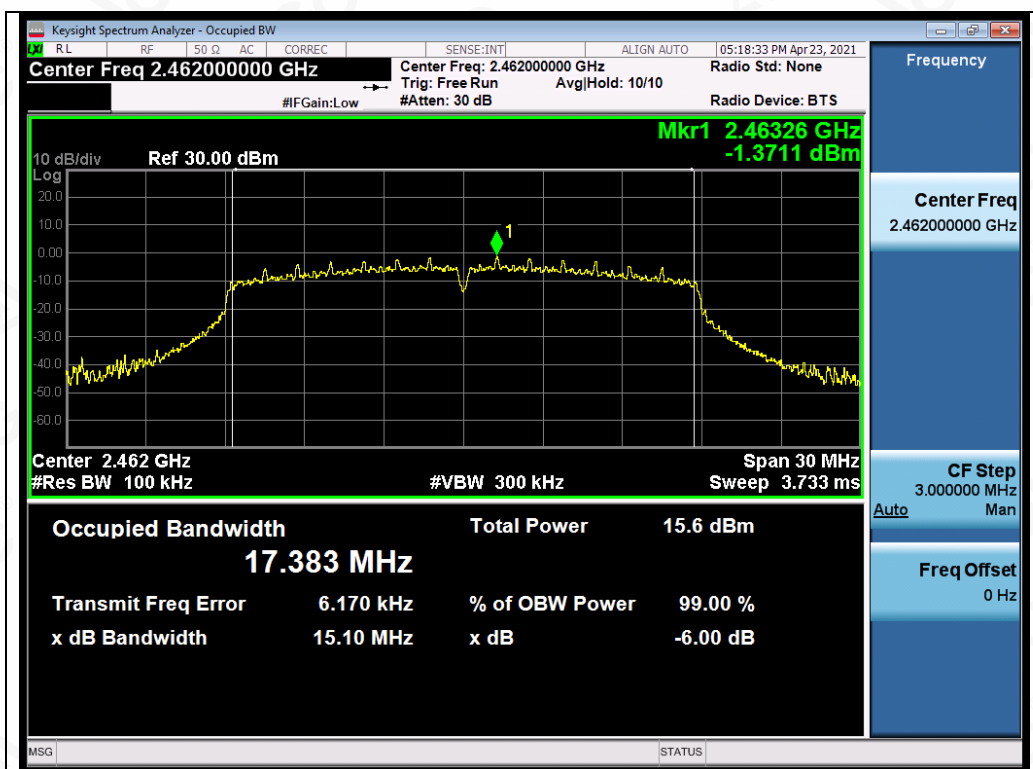 Keysight Spectrum Analyzer - Occupied BW
LXI RL RF 50 Ω AC CORREC SENSE:INT ALIGN AUTO 05:18:33 PM Apr 23, 2021
Center Freq 2.462000000 GHz Center Freq: 2.462000000 GHz Radio Std: None
Trig: Free Run Avg|Hold: 10/10
#IFGain:Low #Atten: 30 dB Radio Device: BTS
Mkr1 2.46326 GHz
-1.3711 dBm
10 dB/div Ref 30.00 dBm
Log
20.0
10.0
1
0.00
-10.0
-20.0
-30.0
-40.0
-50.0
-60.0
Center 2.462 GHz Span 30 MHz
#Res BW 100 kHz #VBW 300 kHz Sweep 3.733 ms
Occupied Bandwidth Total Power 15.6 dBm
17.383 MHz
Transmit Freq Error 6.170 kHz % of OBW Power 99.00 %
x dB Bandwidth 15.10 MHz x dB -6.00 dB
MSG STATUS
Frequency
Center Freq
2.462000000 GHz
CF Step
3.000000 MHz
Auto Man
Freq Offset
0 Hz